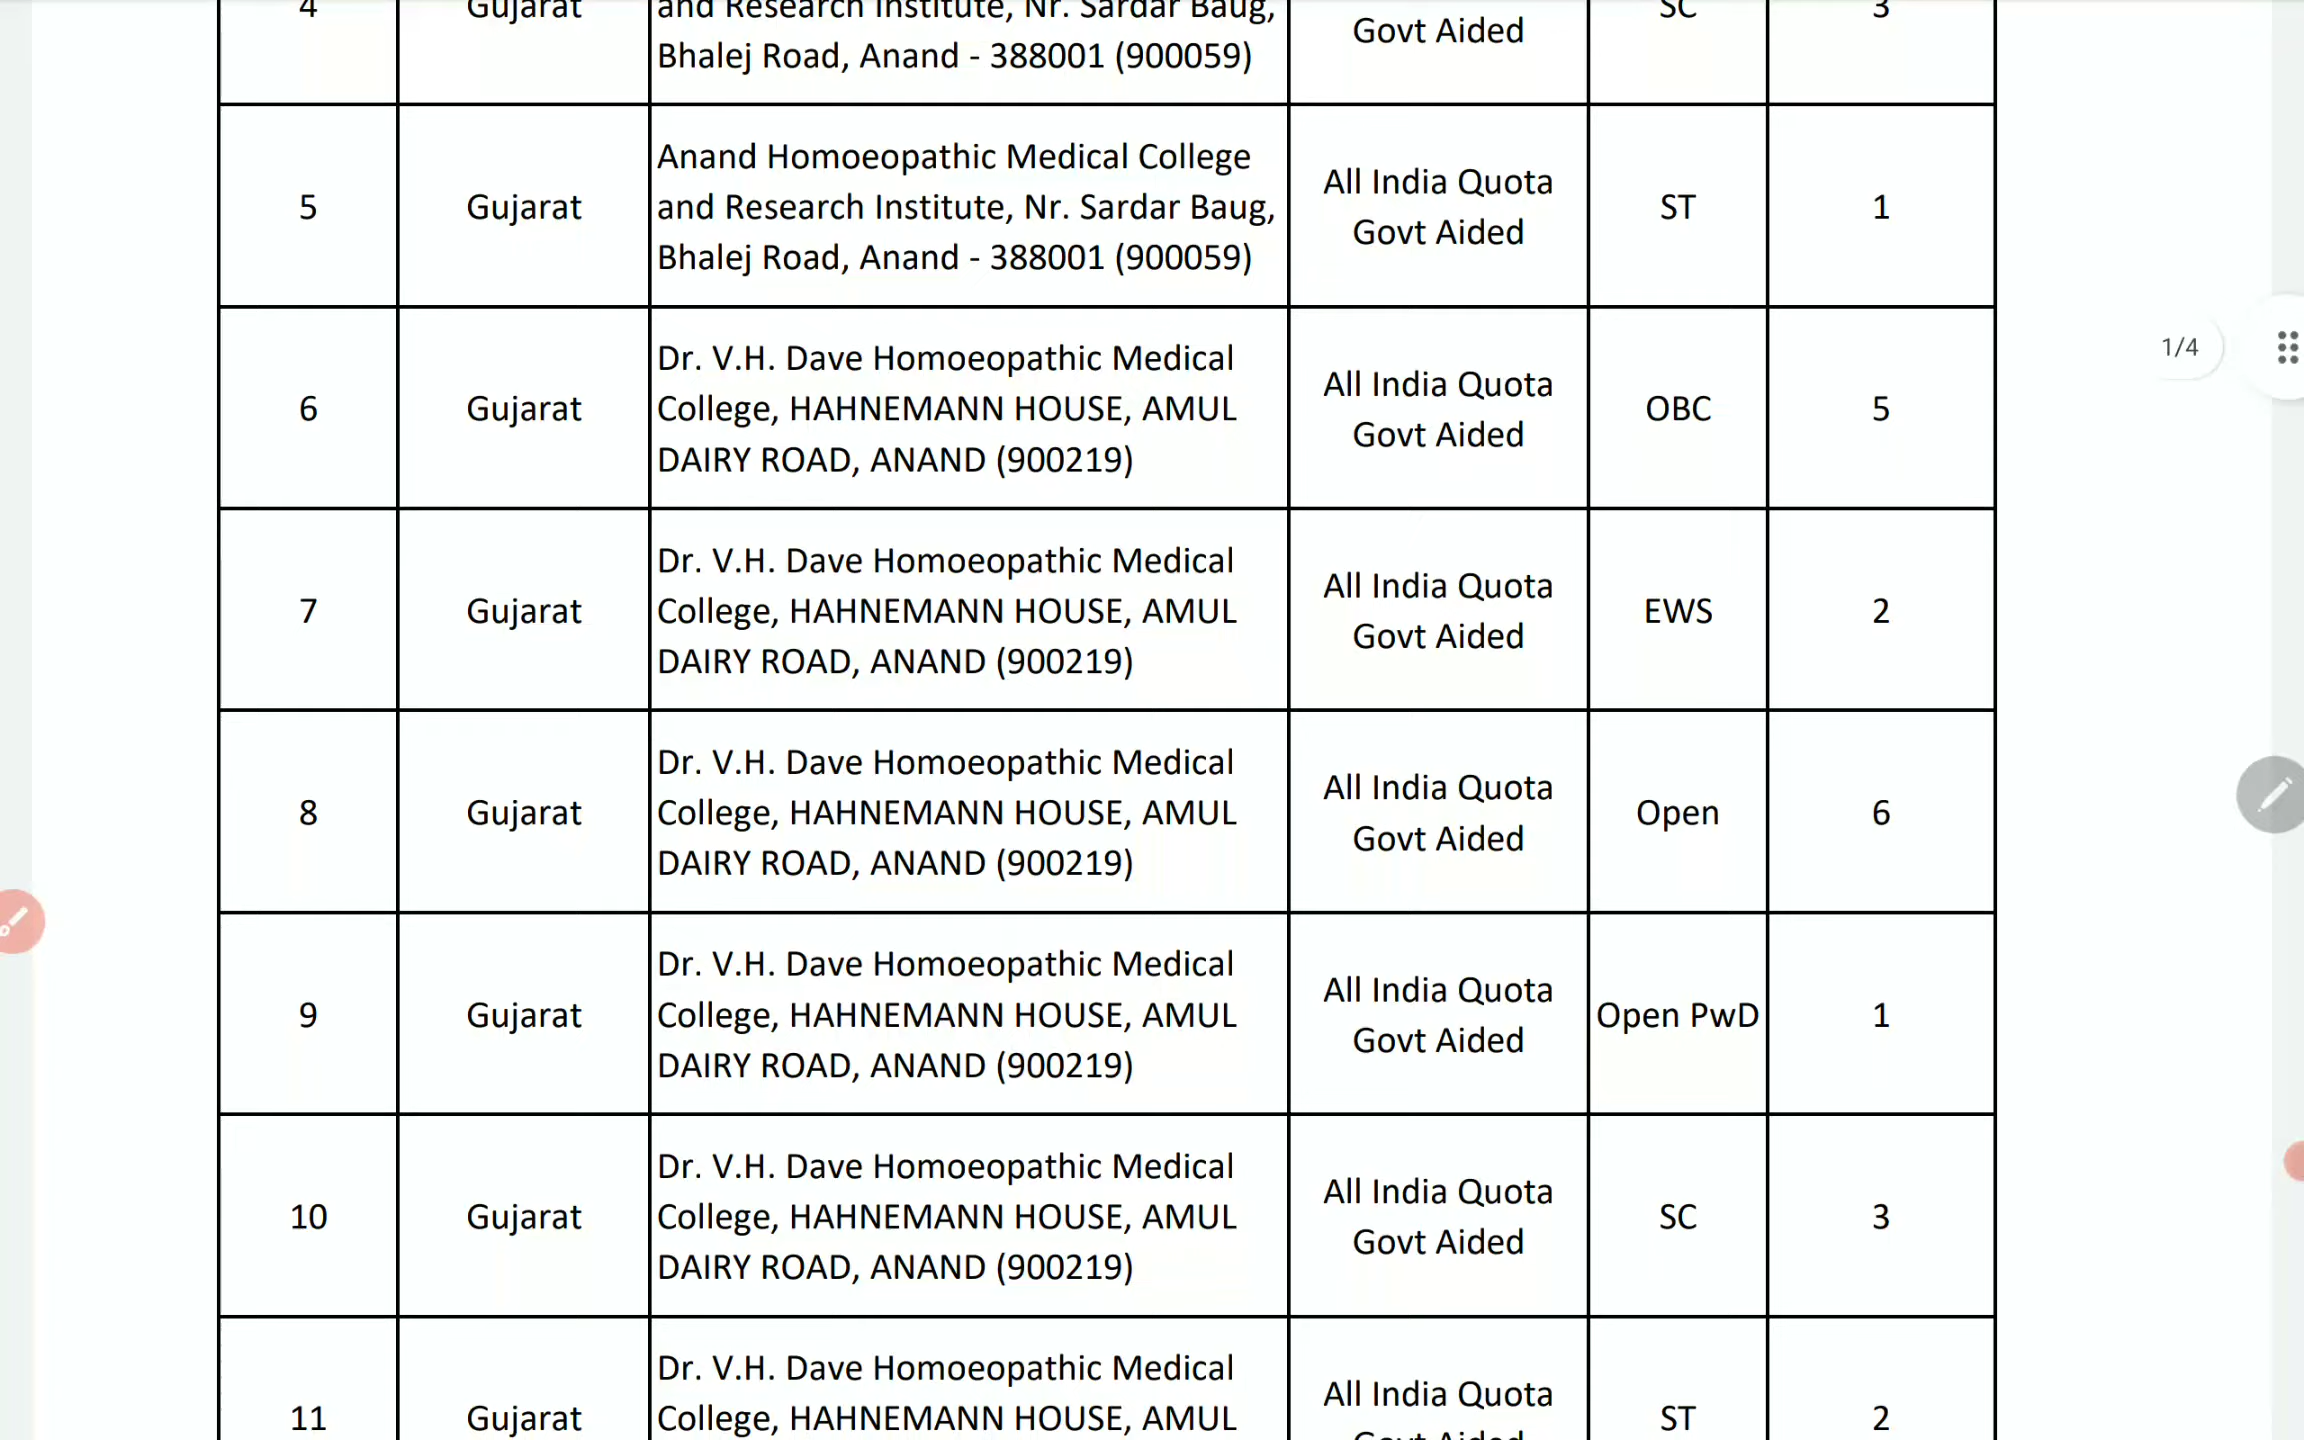 4 Gujarat and Research Institute, Nr. Sardar Baug, SC 3
Bhalej Road, Anand - 388001 (900059) Govt Aided
Anand Homoeopathic Medical College
5 Gujarat and Research Institute, Nr. Sardar Baug, All India Quota Govt Aided ST 1
Bhalej Road, Anand - 388001 (900059)
Dr. V.H. Dave Homoeopathic Medical
6 Gujarat College, HAHNEMANN HOUSE, AMUL All India Quota Govt Aided OBC 5
DAIRY ROAD, ANAND (900219)
1/4
Dr. V.H. Dave Homoeopathic Medical
7 Gujarat College, HAHNEMANN HOUSE, AMUL All India Quota Govt Aided EWS 2
DAIRY ROAD, ANAND (900219)
Dr. V.H. Dave Homoeopathic Medical
8 Gujarat College, HAHNEMANN HOUSE, AMUL All India Quota Govt Aided Open 6
DAIRY ROAD, ANAND (900219)
Dr. V.H. Dave Homoeopathic Medical
9 Gujarat College, HAHNEMANN HOUSE, AMUL All India Quota Govt Aided Open PwD 1
DAIRY ROAD, ANAND (900219)
Dr. V.H. Dave Homoeopathic Medical
10 Gujarat College, HAHNEMANN HOUSE, AMUL All India Quota Govt Aided SC 3
DAIRY ROAD, ANAND (900219)
Dr. V.H. Dave Homoeopathic Medical
11 Gujarat College, HAHNEMANN HOUSE, AMUL All India Quota ST 2